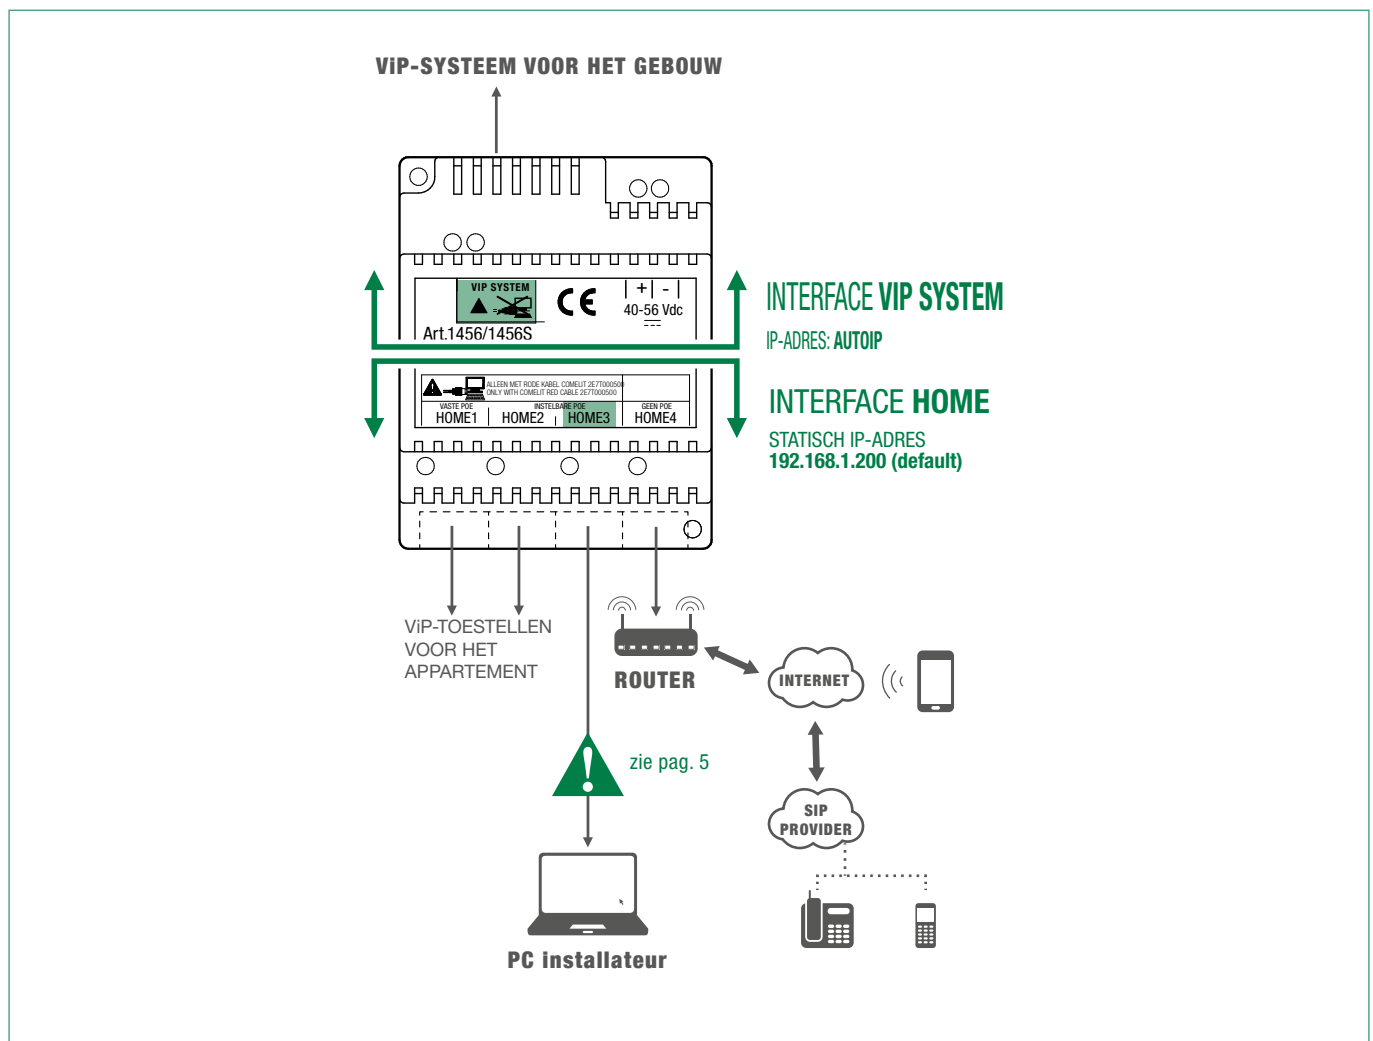 ViP-SYSTEEM VOOR HET GEBOUW
VIP SYSTEM
+ -
40-56 Vdc
CE
Art.1456/1456S
INTERFACE VIP SYSTEM
IP-ADRES: AUTOIP
ALLEEN MET RODE KABEL COMELIT 2E7T000500
ONLY WITH COMELIT RED CABLE 2E7T000500
VASTE POE INSTELBARE POE GEEN POE
HOME1 HOME2 HOME3 HOME4
INTERFACE HOME
STATISCH IP-ADRES
192.168.1.200 (default)
ViP-TOESTELLEN
VOOR HET
APPARTEMENT
ROUTER
INTERNET
zie pag. 5
SIP
PROVIDER
PC installateur